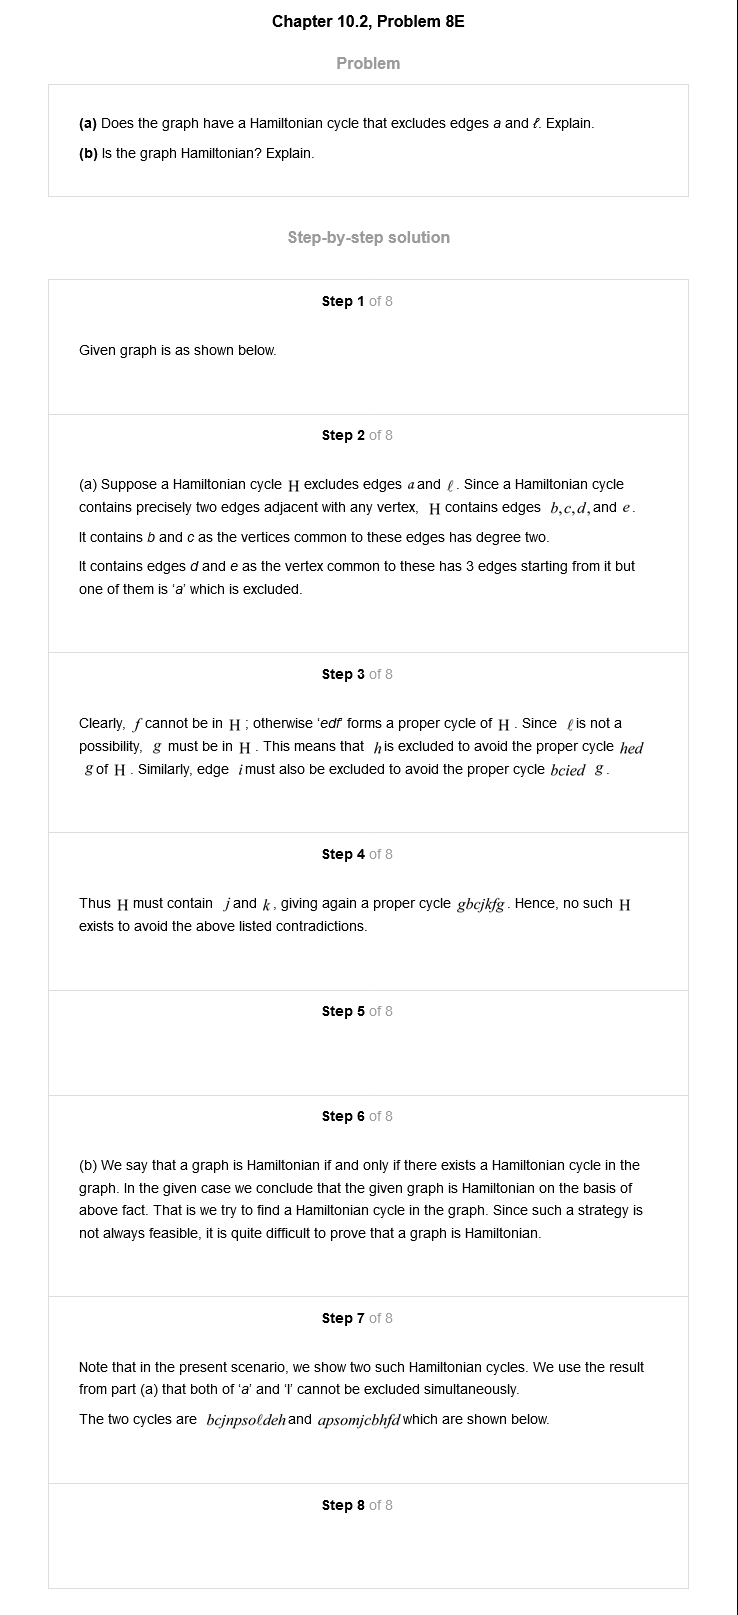 Chapter 10.2, Problem 8E
Problem
(a) Does the graph have a Hamiltonian cycle that excludes edges a and ℓ. Explain.
(b) Is the graph Hamiltonian? Explain.
Step-by-step solution
Step 1 of 8
Given graph is as shown below.
Step 2 of 8
(a) Suppose a Hamiltonian cycle H excludes edges a and ℓ. Since a Hamiltonian cycle
contains precisely two edges adjacent with any vertex, H contains edges b,c,d, and e.
It contains b and c as the vertices common to these edges has degree two.
It contains edges d and e as the vertex common to these has 3 edges starting from it but
one of them is ‘a’ which is excluded.
Step 3 of 8
Clearly, f cannot be in H; otherwise ‘edf’ forms a proper cycle of H. Since ℓ is not a
possibility, g must be in H. This means that h is excluded to avoid the proper cycle hed
g of H. Similarly, edge i must also be excluded to avoid the proper cycle bcied g.
Step 4 of 8
Thus H must contain j and k, giving again a proper cycle gbcjkfg. Hence, no such H
exists to avoid the above listed contradictions.
Step 5 of 8
Step 6 of 8
(b) We say that a graph is Hamiltonian if and only if there exists a Hamiltonian cycle in the
graph. In the given case we conclude that the given graph is Hamiltonian on the basis of
above fact. That is we try to find a Hamiltonian cycle in the graph. Since such a strategy is
not always feasible, it is quite difficult to prove that a graph is Hamiltonian.
Step 7 of 8
Note that in the present scenario, we show two such Hamiltonian cycles. We use the result
from part (a) that both of ‘a’ and ‘l’ cannot be excluded simultaneously.
The two cycles are bcjnpsoℓdeh and apsomjcbhfd which are shown below.
Step 8 of 8